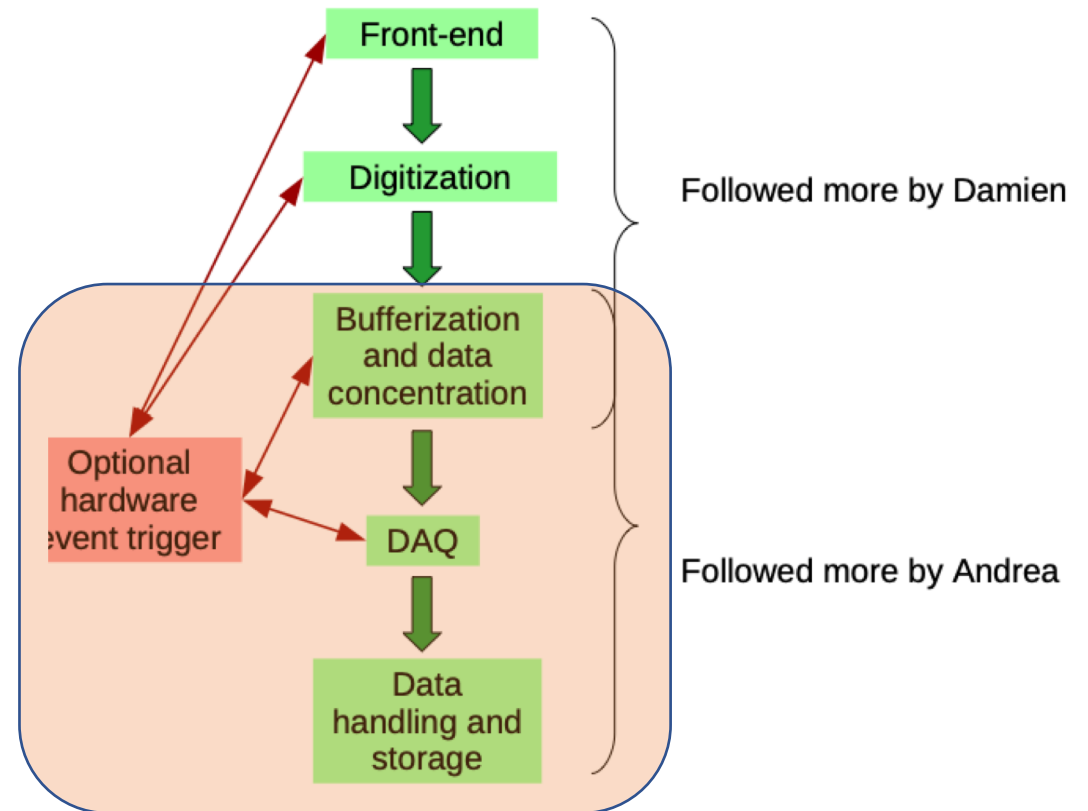 Front-end
Digitization
Followed more by Damien
Bufferization
and data
concentration
Optional
hardware
event trigger
DAQ
Followed more by Andrea
Data
handling and
storage